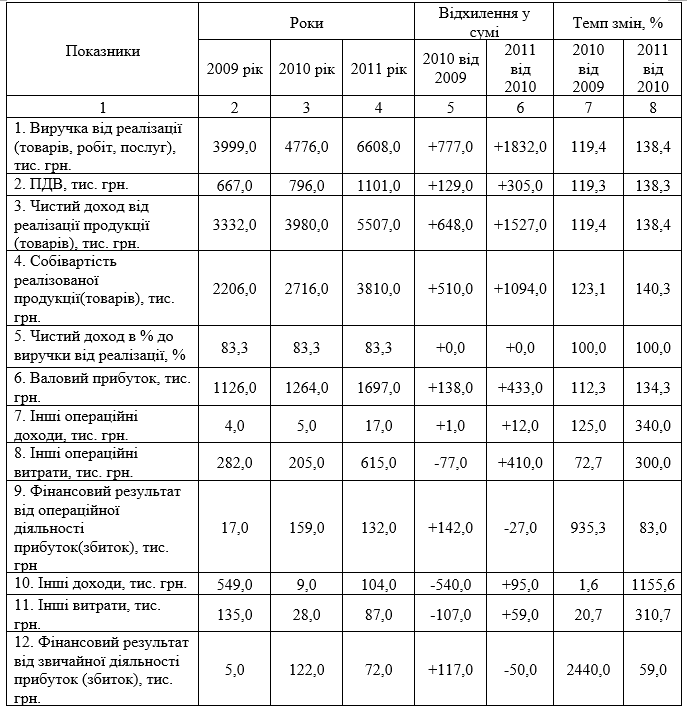 Показники
Роки
Відхилення у
сумі
Темп змін, %
2009 рік
2010 рік
2011 рік
2010 від
2009
2011
від
2010
2010
від
2009
2011
від
2010
1 2 3 4 5 6 7 8
1. Виручка від реалізації
(товарів, робіт, послуг),
тис. грн.
3999,0 4776,0 6608,0 +777,0 +1832,0 119,4 138,4
2. ПДВ, тис. грн. 667,0 796,0 1101,0 +129,0 +305,0 119,3 138,3
3. Чистий доход від
реалізації продукції
(товарів), тис. грн.
3332,0 3980,0 5507,0 +648,0 +1527,0 119,4 138,4
4. Собівартість
реалізованої
продукції(товарів), тис.
грн.
2206,0 2716,0 3810,0 +510,0 +1094,0 123,1 140,3
5. Чистий доход в % до
виручки від реалізації, %
83,3 83,3 83,3 +0,0 +0,0 100,0 100,0
6. Валовий прибуток, тис.
грн.
1126,0 1264,0 1697,0 +138,0 +433,0 112,3 134,3
7. Інші операційні
доходи, тис. грн.
4,0 5,0 17,0 +1,0 +12,0 125,0 340,0
8. Інші операційні
витрати, тис. грн.
282,0 205,0 615,0 -77,0 +410,0 72,7 300,0
9. Фінансовий результат
від операційної
діяльності
прибуток(збиток), тис.
грн
17,0 159,0 132,0 +142,0 -27,0 935,3 83,0
10. Інші доходи, тис. грн. 549,0 9,0 104,0 -540,0 +95,0 1,6 1155,6
11. Інші витрати, тис.
грн.
135,0 28,0 87,0 -107,0 +59,0 20,7 310,7
12. Фінансовий результат
від звичайної діяльності
прибуток (збиток), тис.
грн.
5,0 122,0 72,0 +117,0 -50,0 2440,0 59,0